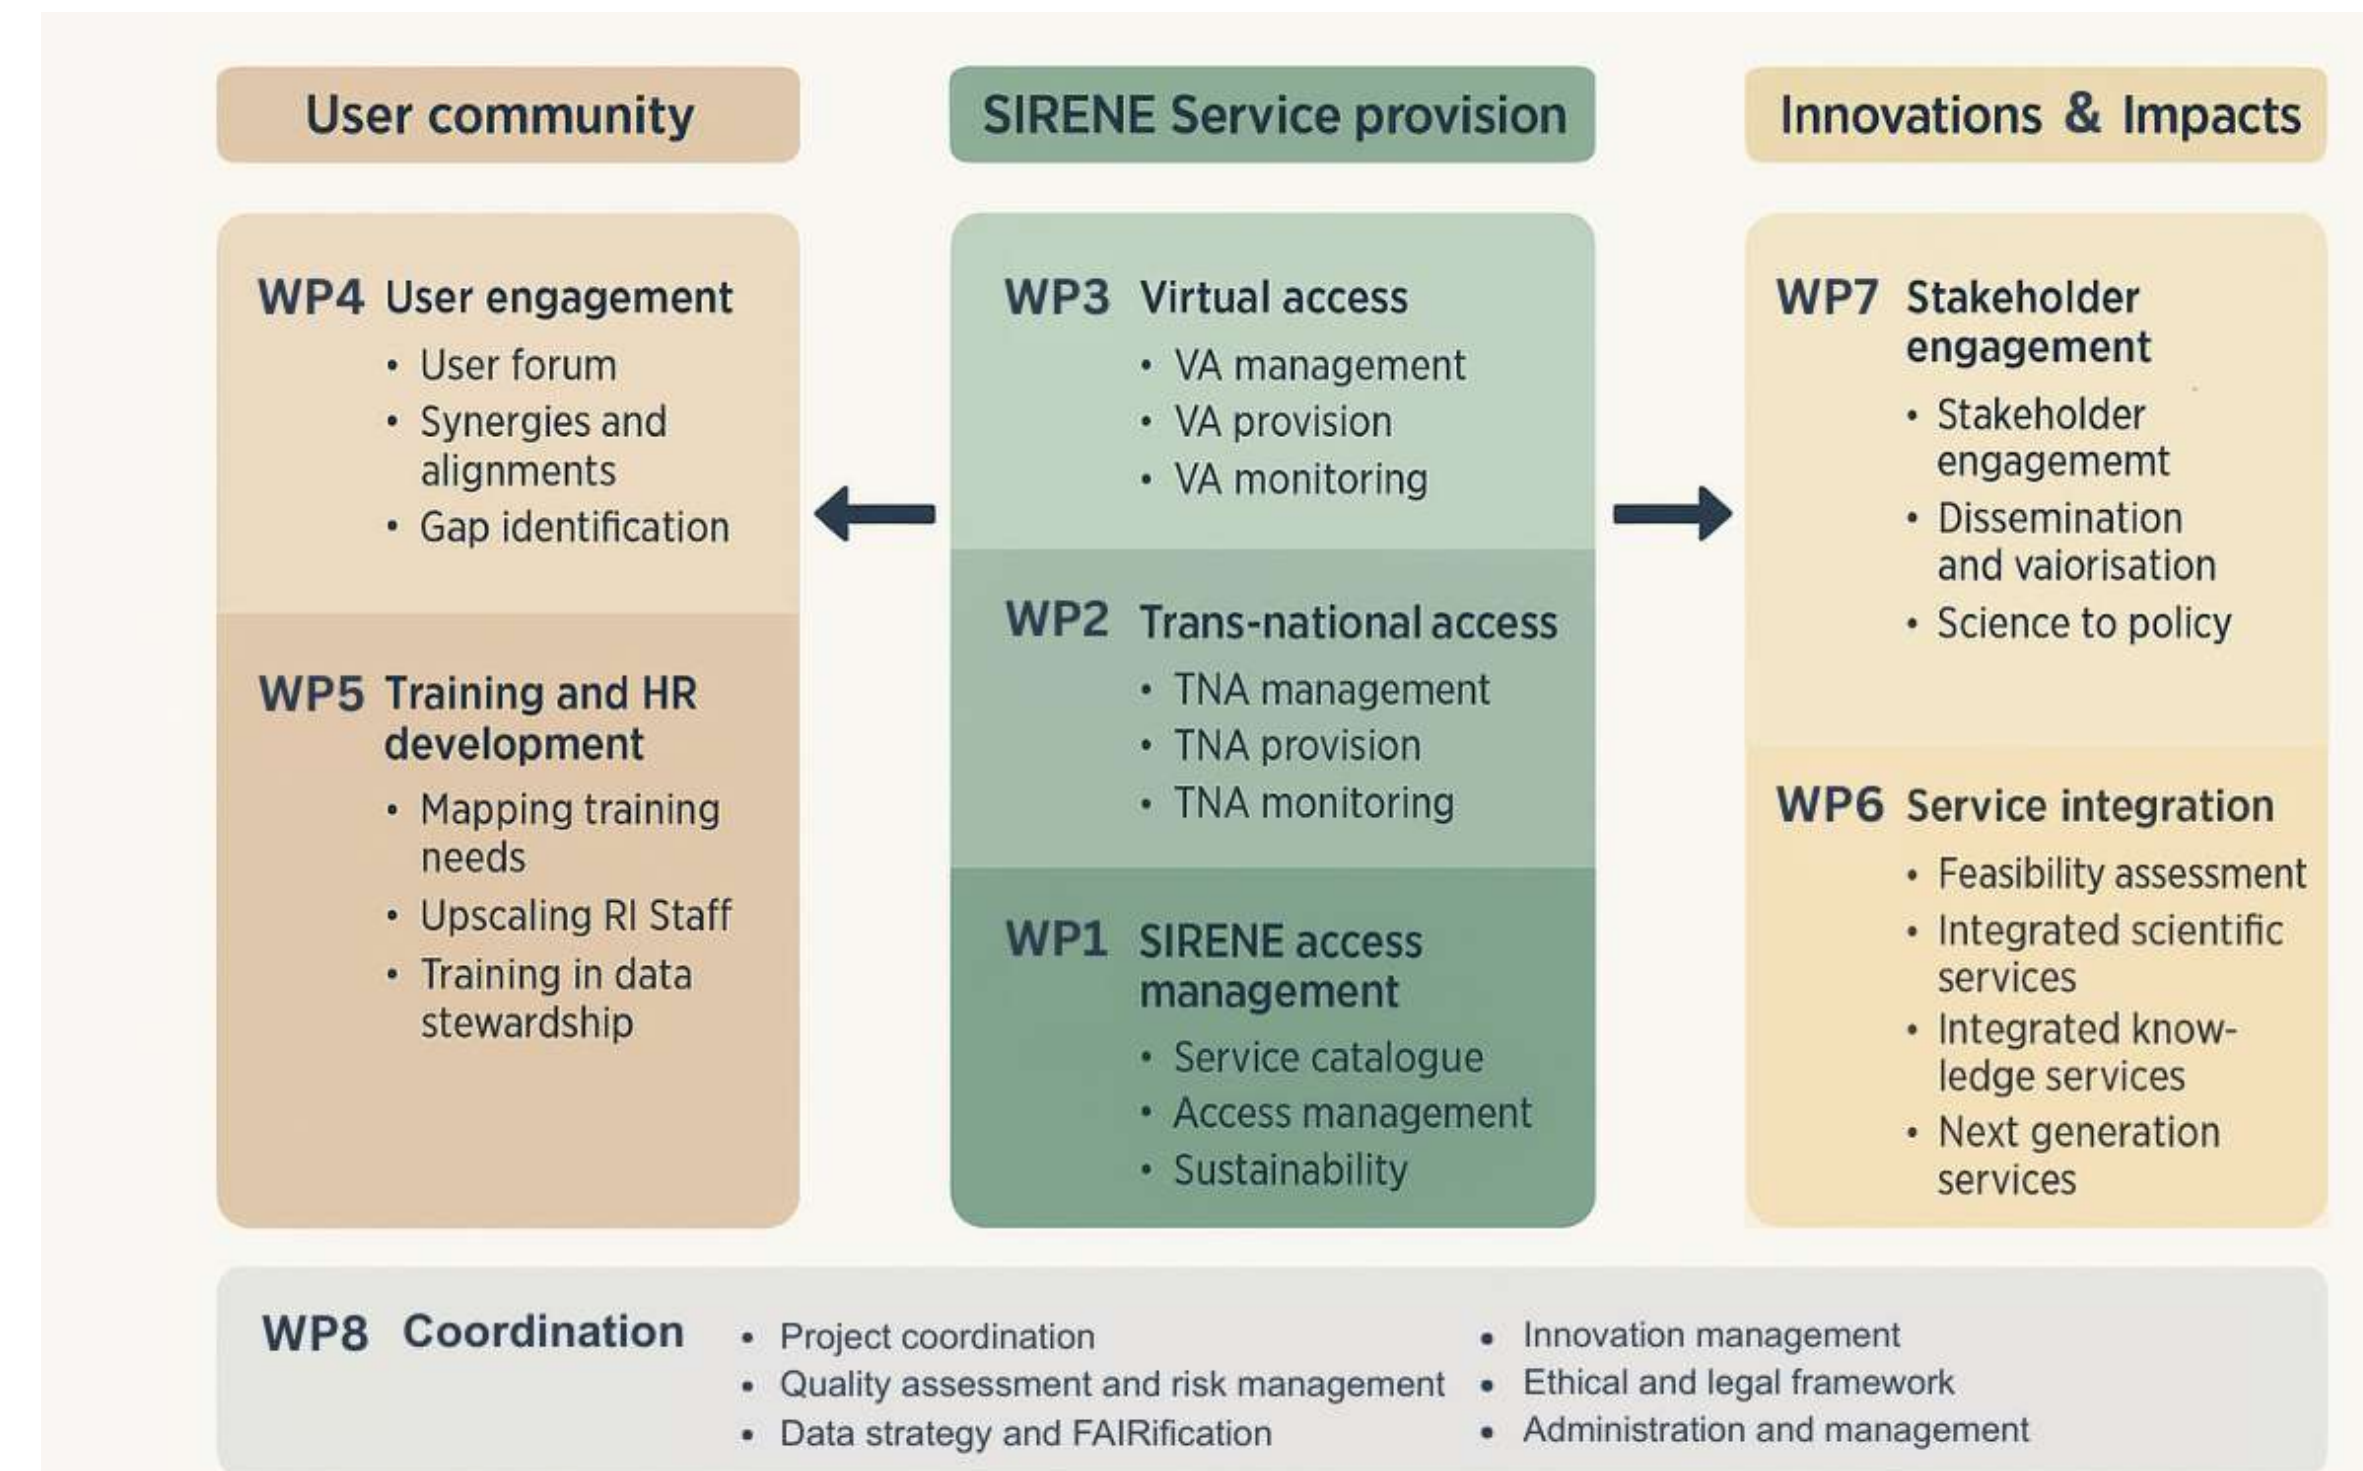 User community
WP4 User engagement
• User forum
• Synergies and
alignments
• Gap identification
WP5 Training and HR
development
• Mapping training
needs
• Upscaling RI Staff
• Training in data
stewardship
SIRENE Service provision
WP3 Virtual access
• VA management
• VA provision
• VA monitoring
WP2 Trans-national access
• TNA management
• TNA provision
• TNA monitoring
WP1 SIRENE access
management
• Service catalogue
• Access management
• Sustainability
Innovations & Impacts
WP7 Stakeholder
engagement
• Stakeholder
engagememt
• Dissemination
and vaiorisation
• Science to policy
WP6 Service integration
• Feasibility assessment
• Integrated scientific
services
• Integrated know-
ledge services
• Next generation
services
WP8 Coordination
• Project coordination
• Quality assessment and risk management
• Data strategy and FAIRification
• Innovation management
• Ethical and legal framework
• Administration and management